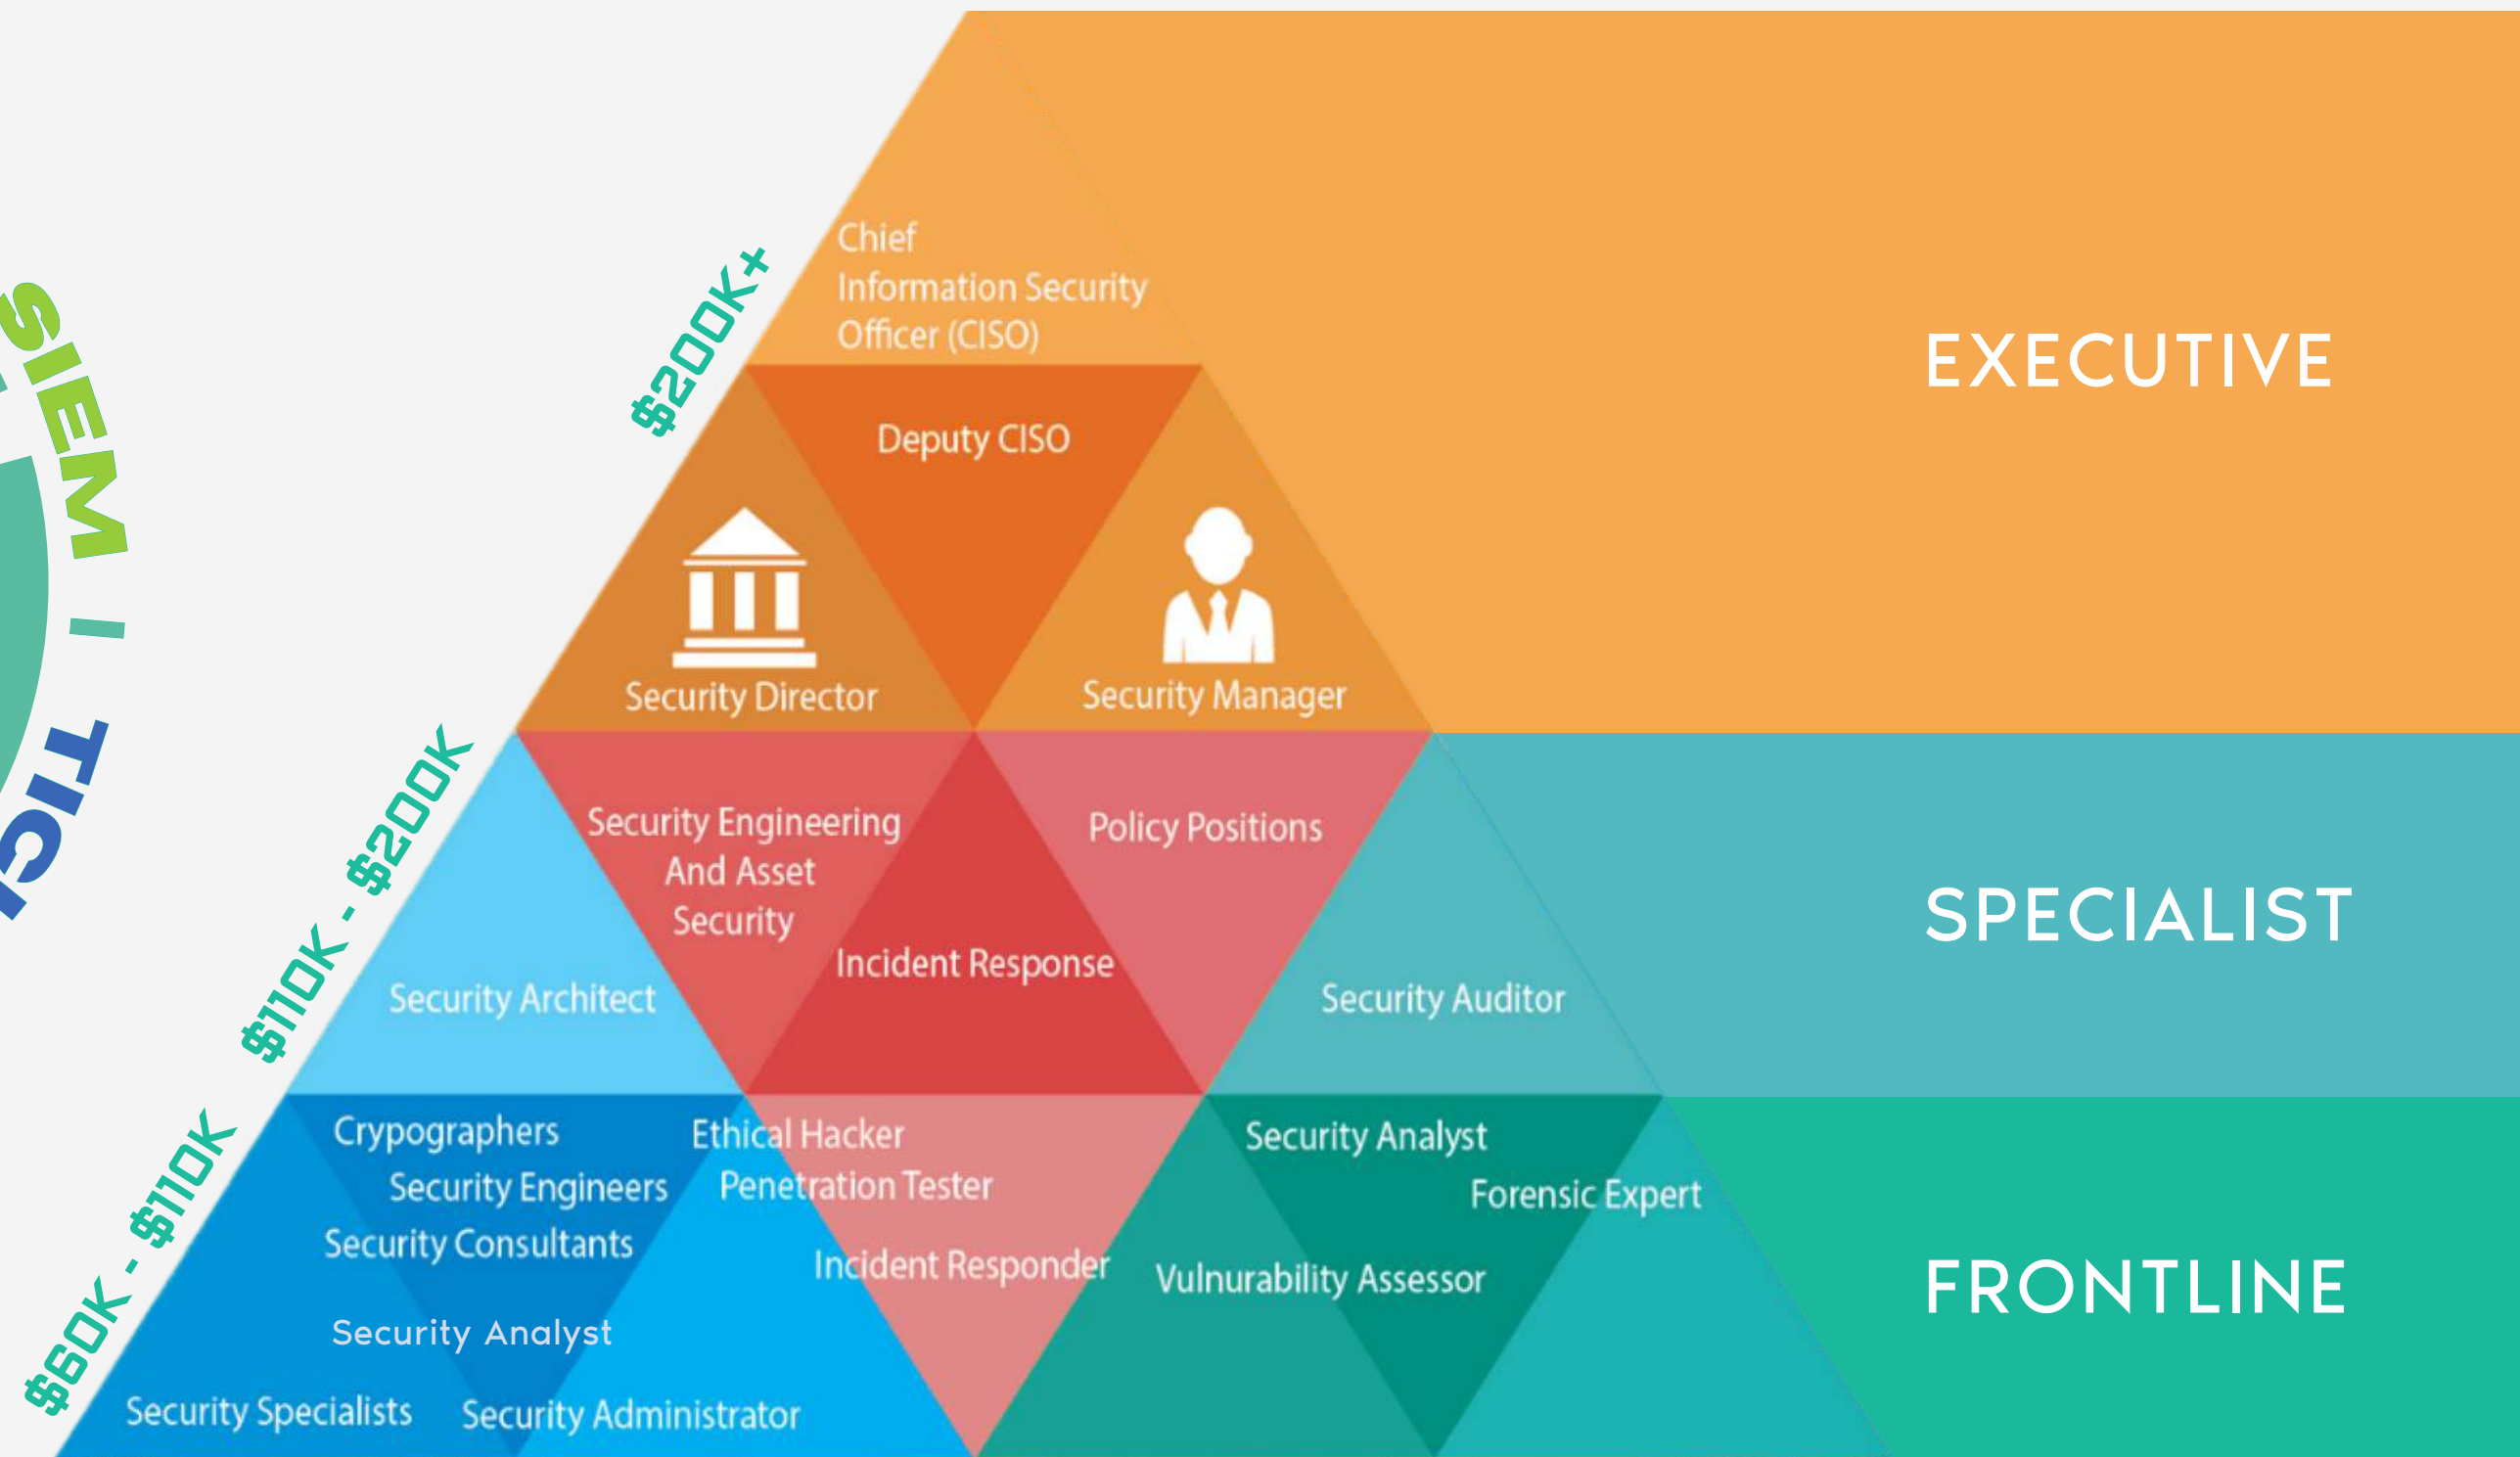 SIEM |
$200K+
Chief
Information Security
Officer (CISO)
EXECUTIVE
Deputy CISO
Security Director
Security Manager
$110K - $200K
Security Engineering
And Asset
Security
Policy Positions
Incident Response
Security Architect
Security Auditor
SPECIALIST
$60K - $110K
Crypographers
Security Engineers
Security Consultants
Security Analyst
Security Specialists
Security Administrator
Ethical Hacker
Penetration Tester
Incident Responder
Security Analyst
Forensic Expert
Vulnurability Assessor
FRONTLINE